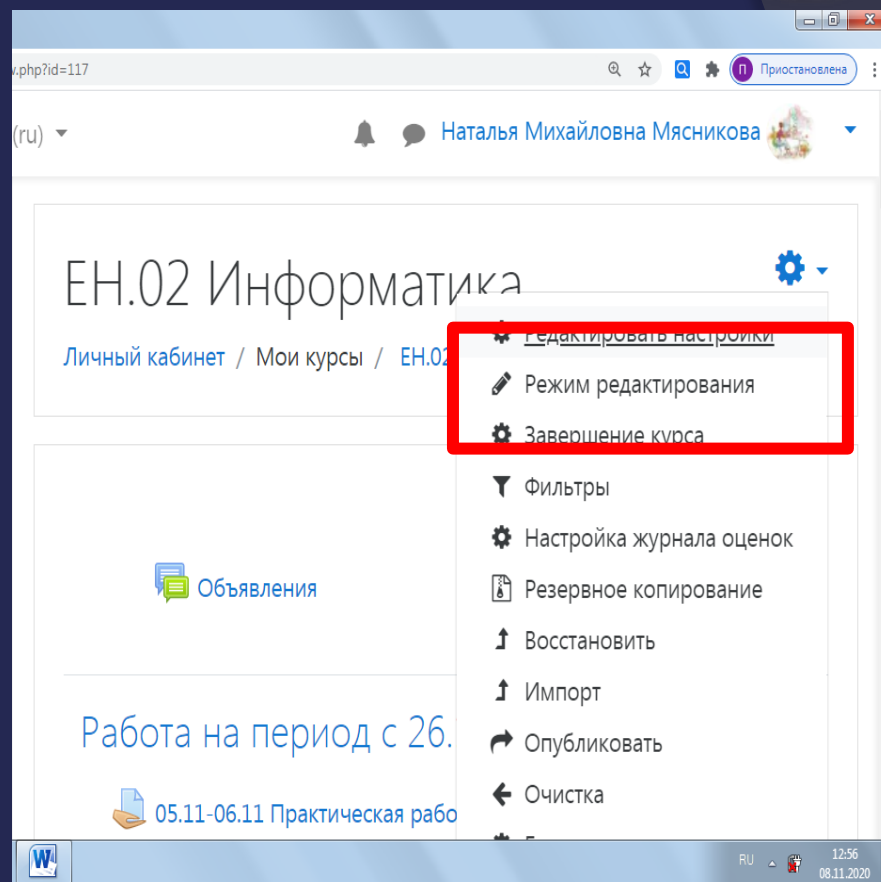 v.php?id=117
П Приостановлена
(ru)
Наталья Михайловна Мясникова
ЕН.02 Информатика
Личный кабинет / Мои курсы / ЕН.02
Редактировать настройки
Режим редактирования
Завершение курса
Фильтры
Настройка журнала оценок
Объявления
Резервное копирование
Восстановить
Импорт
Работа на период с 26.
Опубликовать
Очистка
05.11-06.11 Практическая рабо
W
RU
12:56
08.11.2020